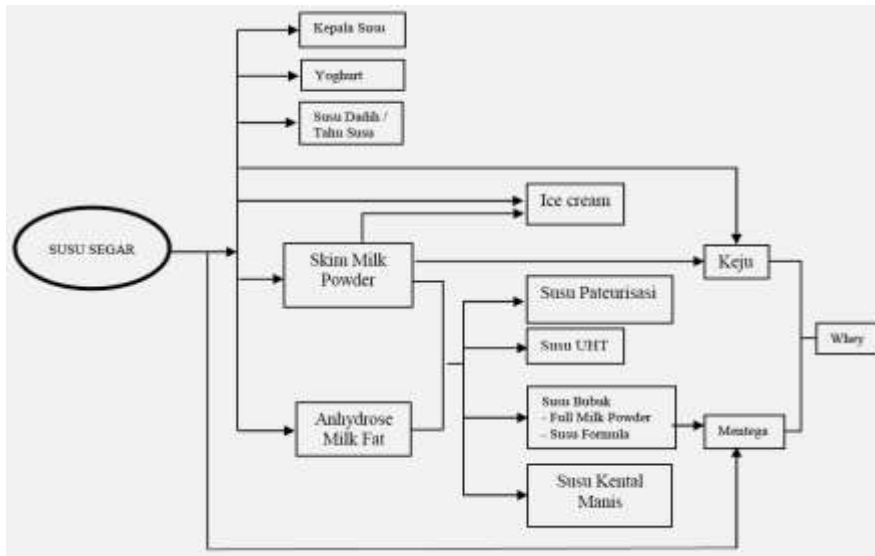 Kepala Susu
Yoghurt
Susu Dadih /
Tahu Susu
Ice cream
SUSU SEGAR
Skim Milk
Powder
Keju
Susu Pateurisasi
Susu UHT
Whey
Susu Bubuk
- Full Milk Powder
- Susu Formula
Anhydrose
Milk Fat
Mentega
Susu Kental
Manis